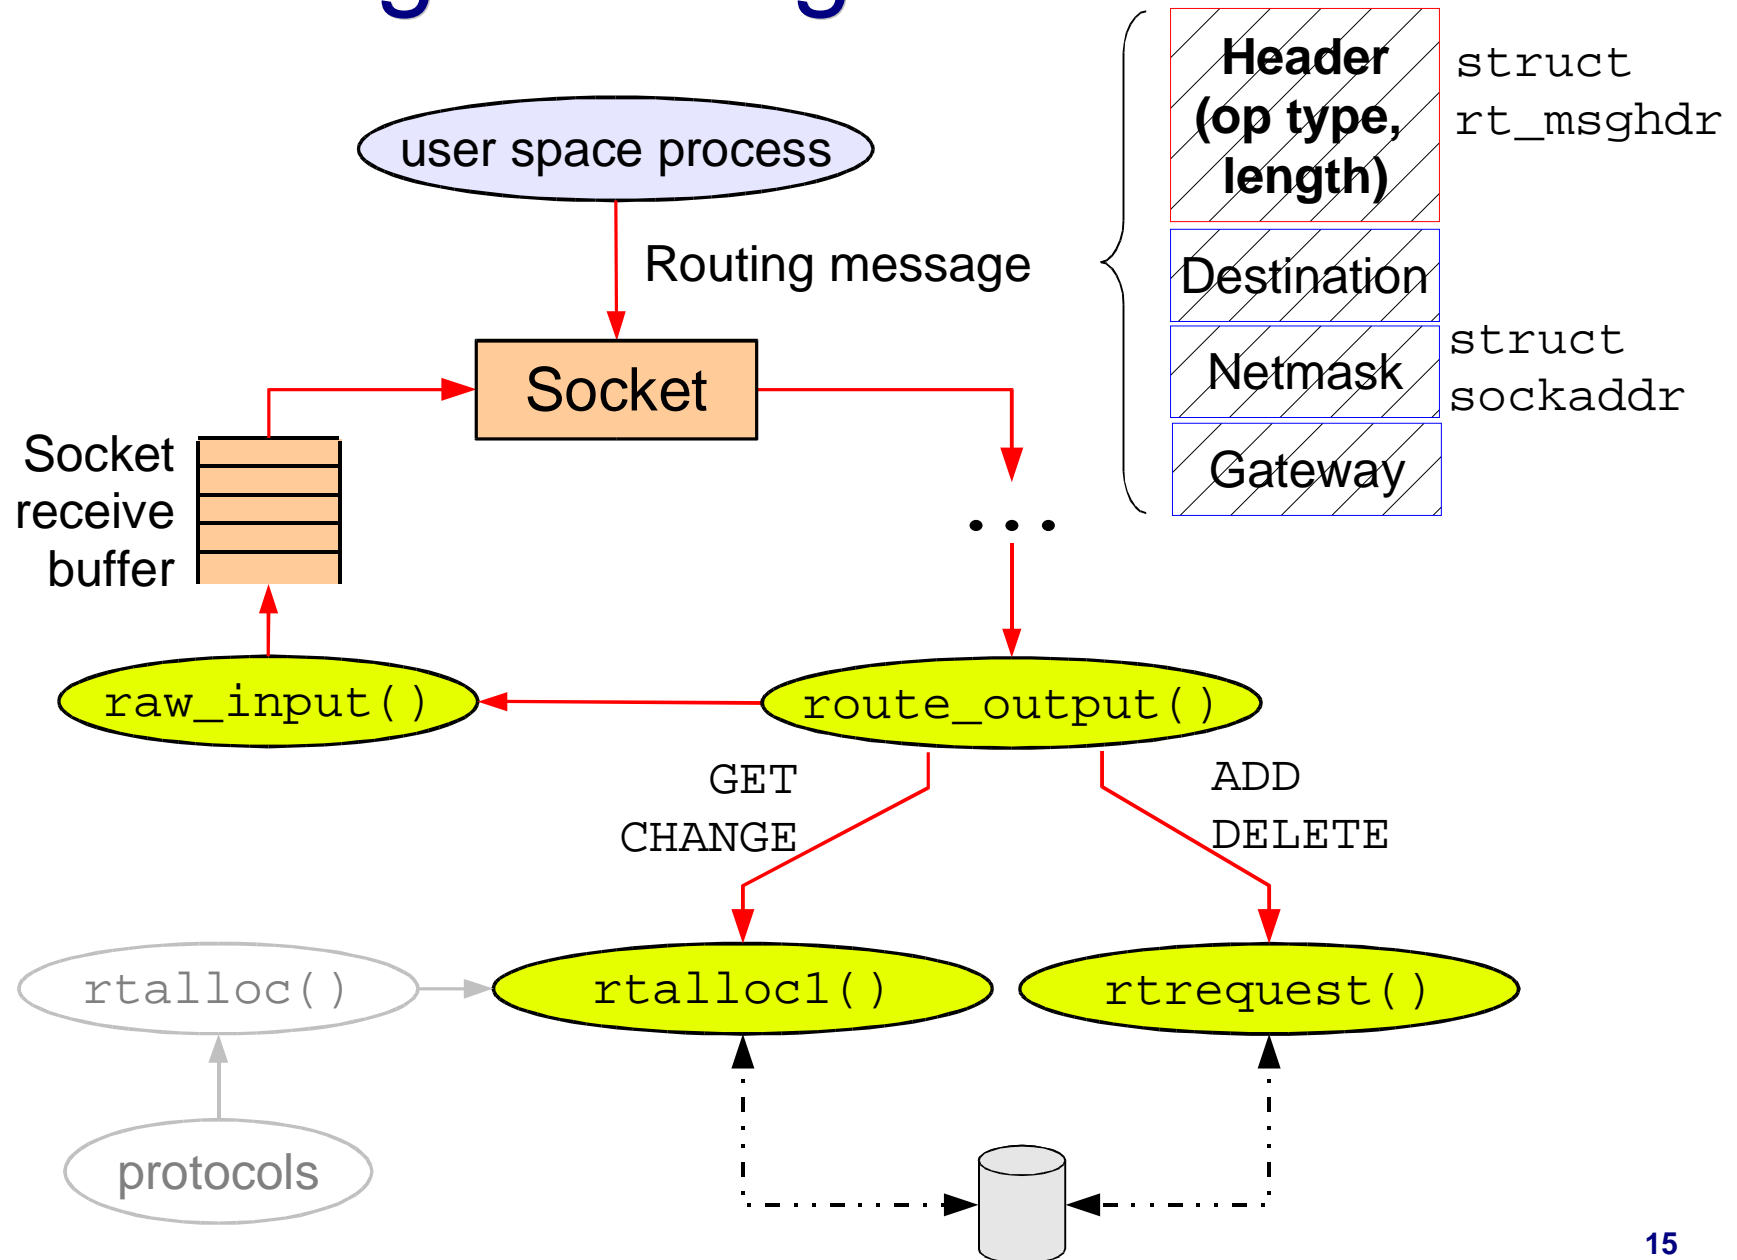 Header
(op type,
length)
struct
rt_msghdr
user space process
Routing message
Destination
Netmask
struct
sockaddr
Gateway
Socket
Socket
receive
buffer
...
raw_input()
route_output()
GET
CHANGE
ADD
DELETE
rtalloc()
rtalloc1()
rtrequest()
protocols
15